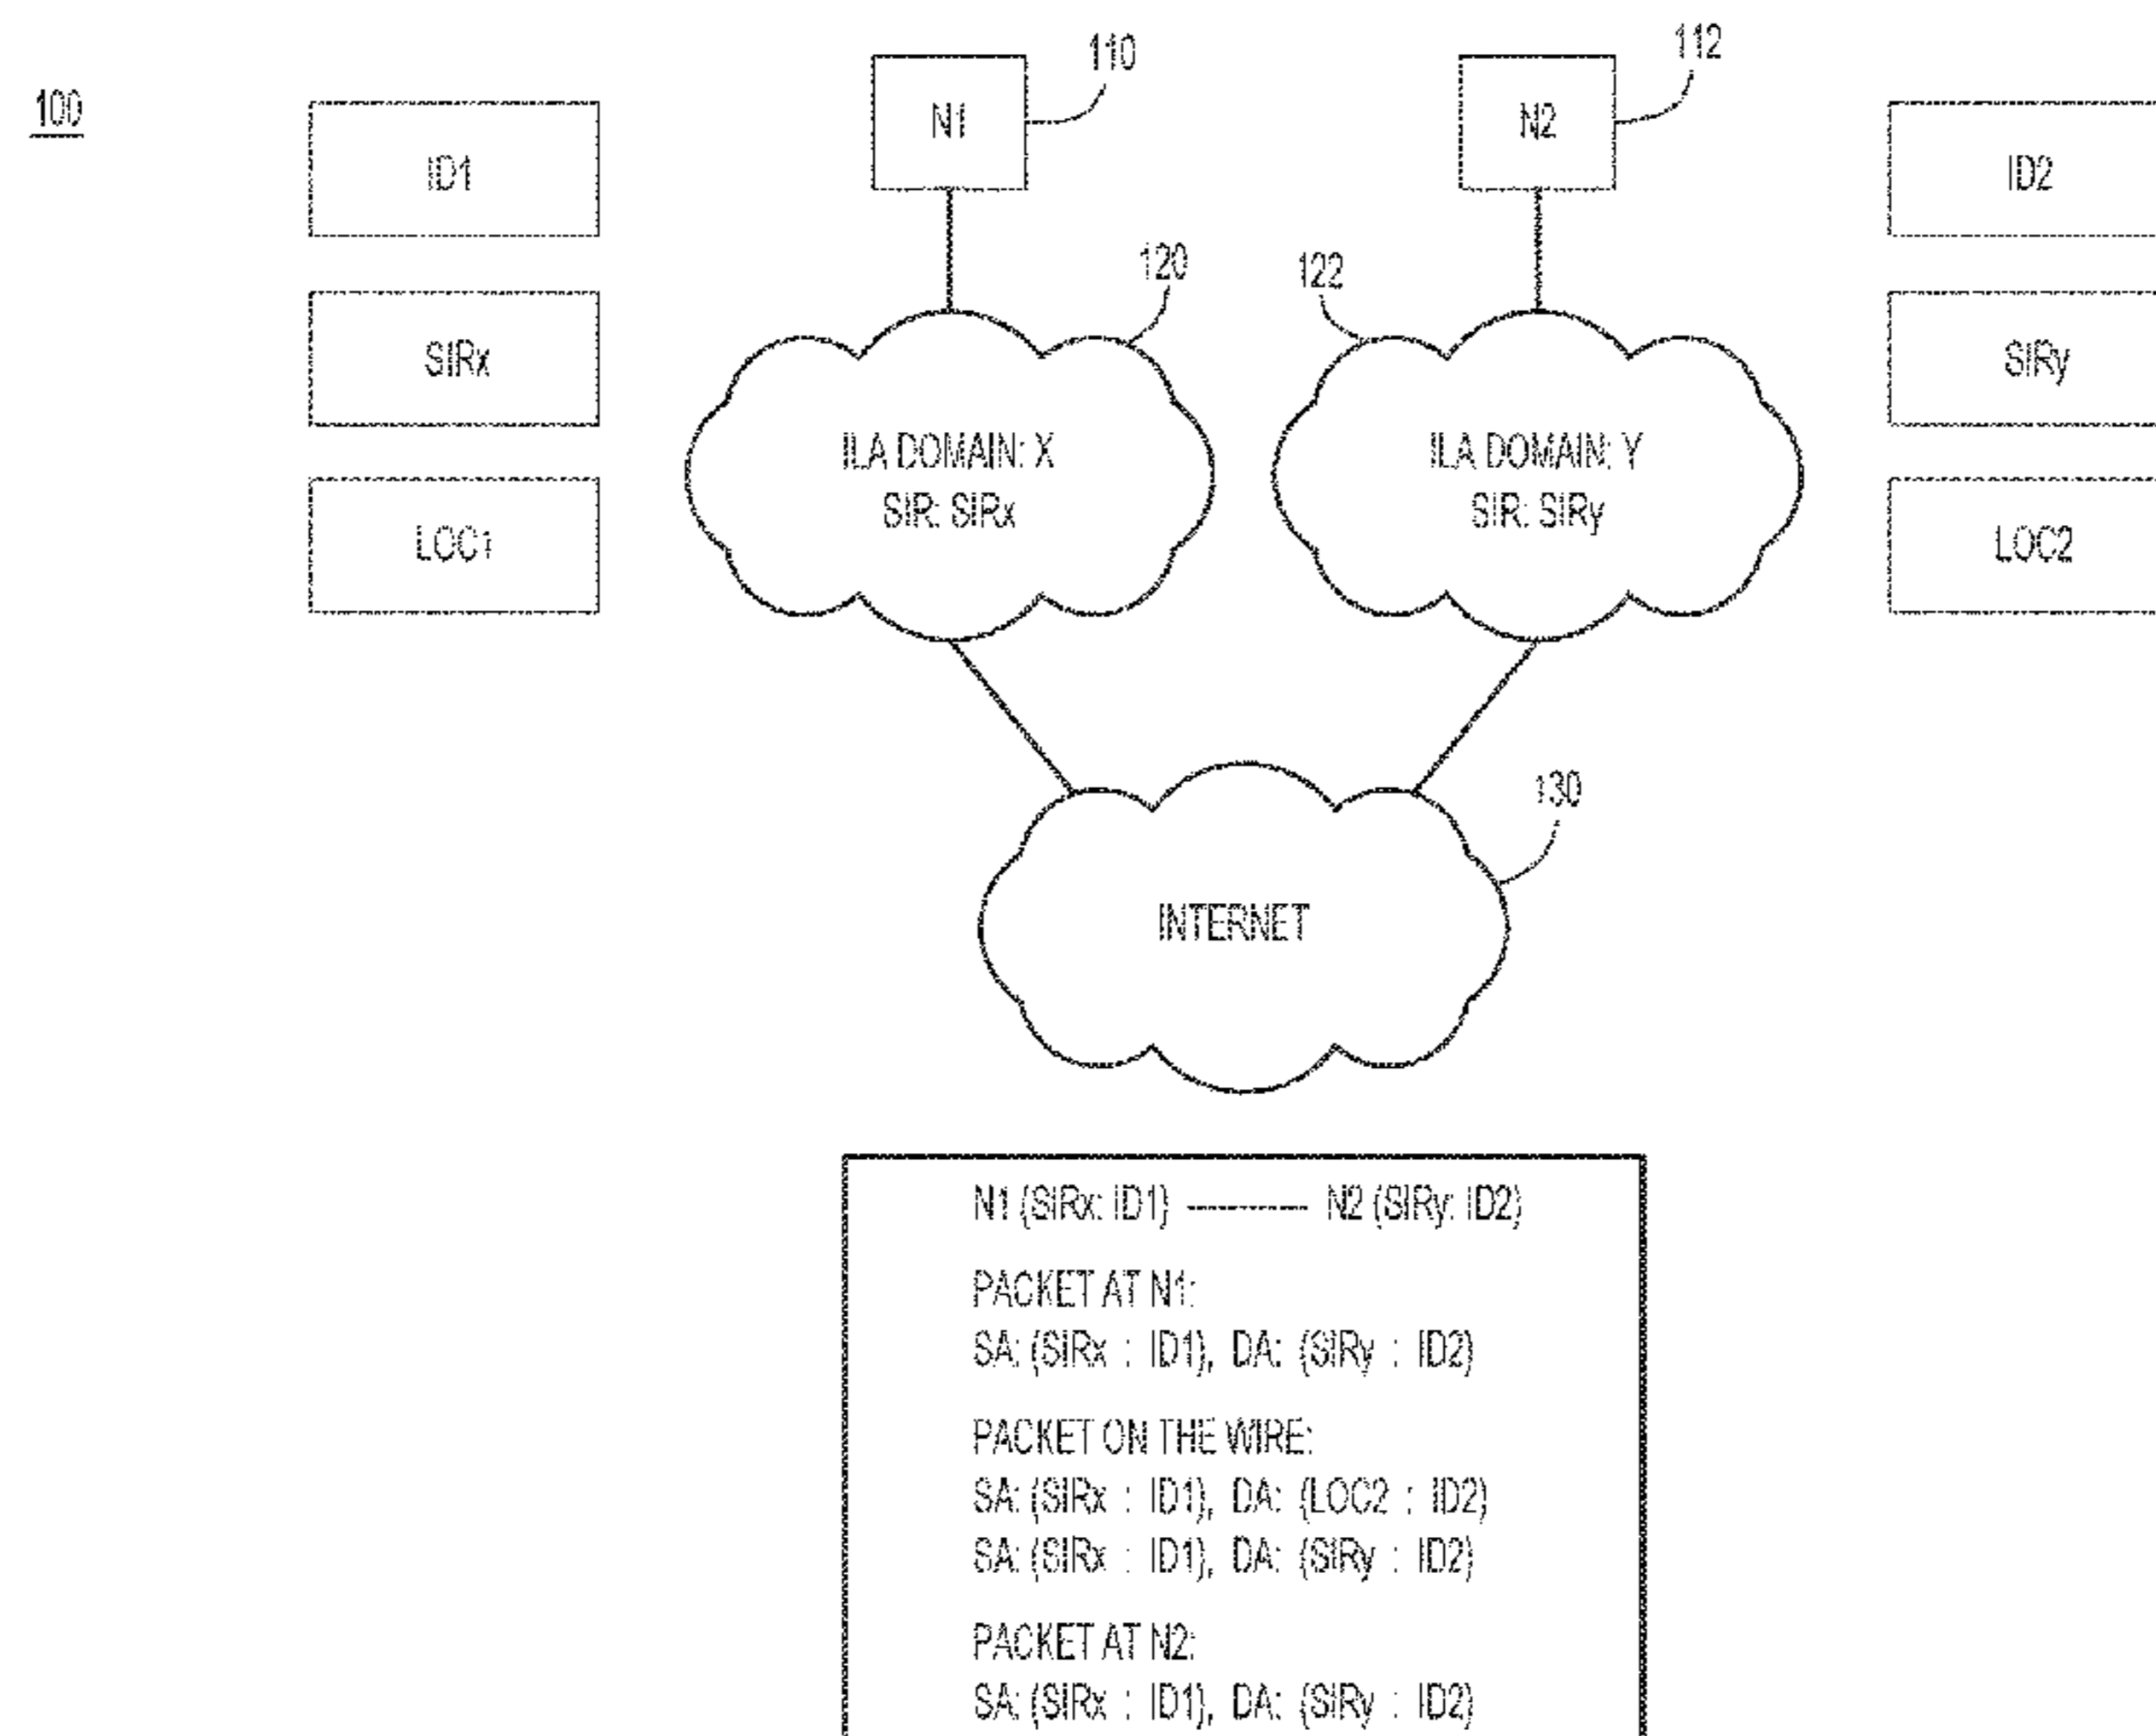 100
110
112
ID1
N1
N2
ID2
120
122
SIRx
SIRy
ILA DOMAIN: X
SIR: SIRx
ILA DOMAIN: Y
SIR: SIRy
LOC1
LOC2
130
INTERNET
N1 (SIRx: ID1) ---------- N2 (SIRy: ID2)
PACKET AT N1:
SA: (SIRx : ID1), DA: (SIRy : ID2)
PACKET ON THE WIRE:
SA: (SIRx : ID1), DA: (LOC2 : ID2)
SA: (SIRx : ID1), DA: (SIRy : ID2)
PACKET AT N2:
SA: (SIRx : ID1), DA: (SIRy : ID2)